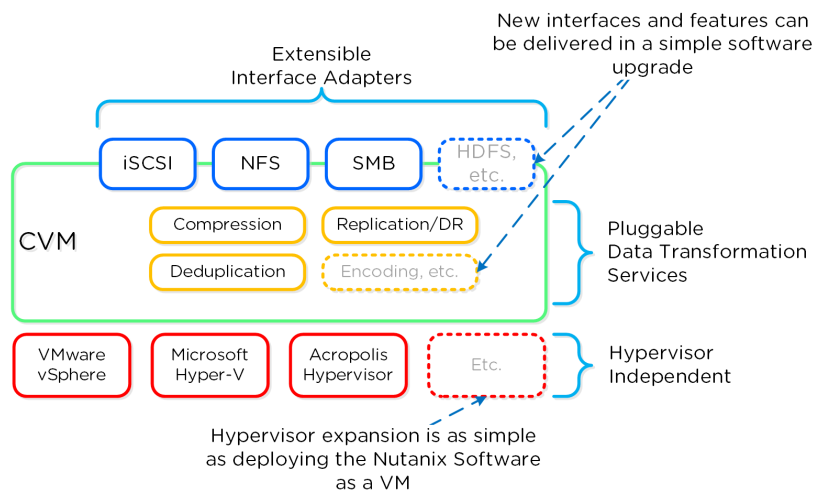 New interfaces and features can
be delivered in a simple software
upgrade
Extensible
Interface Adapters
iSCSI
NFS
SMB
HDFS,
etc.
CVM
Compression
Replication/DR
Deduplication
Encoding, etc.
Pluggable
Data Transformation
Services
VMware
vSphere
Microsoft
Hyper-V
Acropolis
Hypervisor
Etc.
Hypervisor
Independent
Hypervisor expansion is as simple
as deploying the Nutanix Software
as a VM